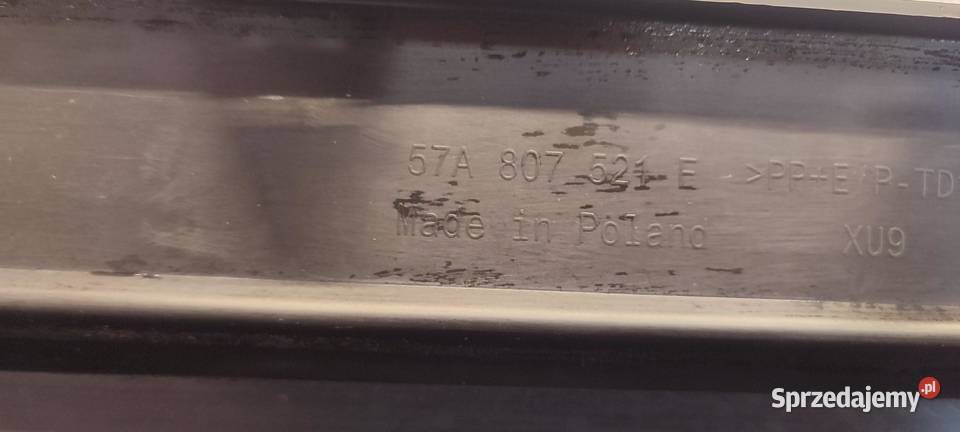 57A 807 521 E >PP+E P-TD
Made in Poland XU9
Sprzedajemy.pl